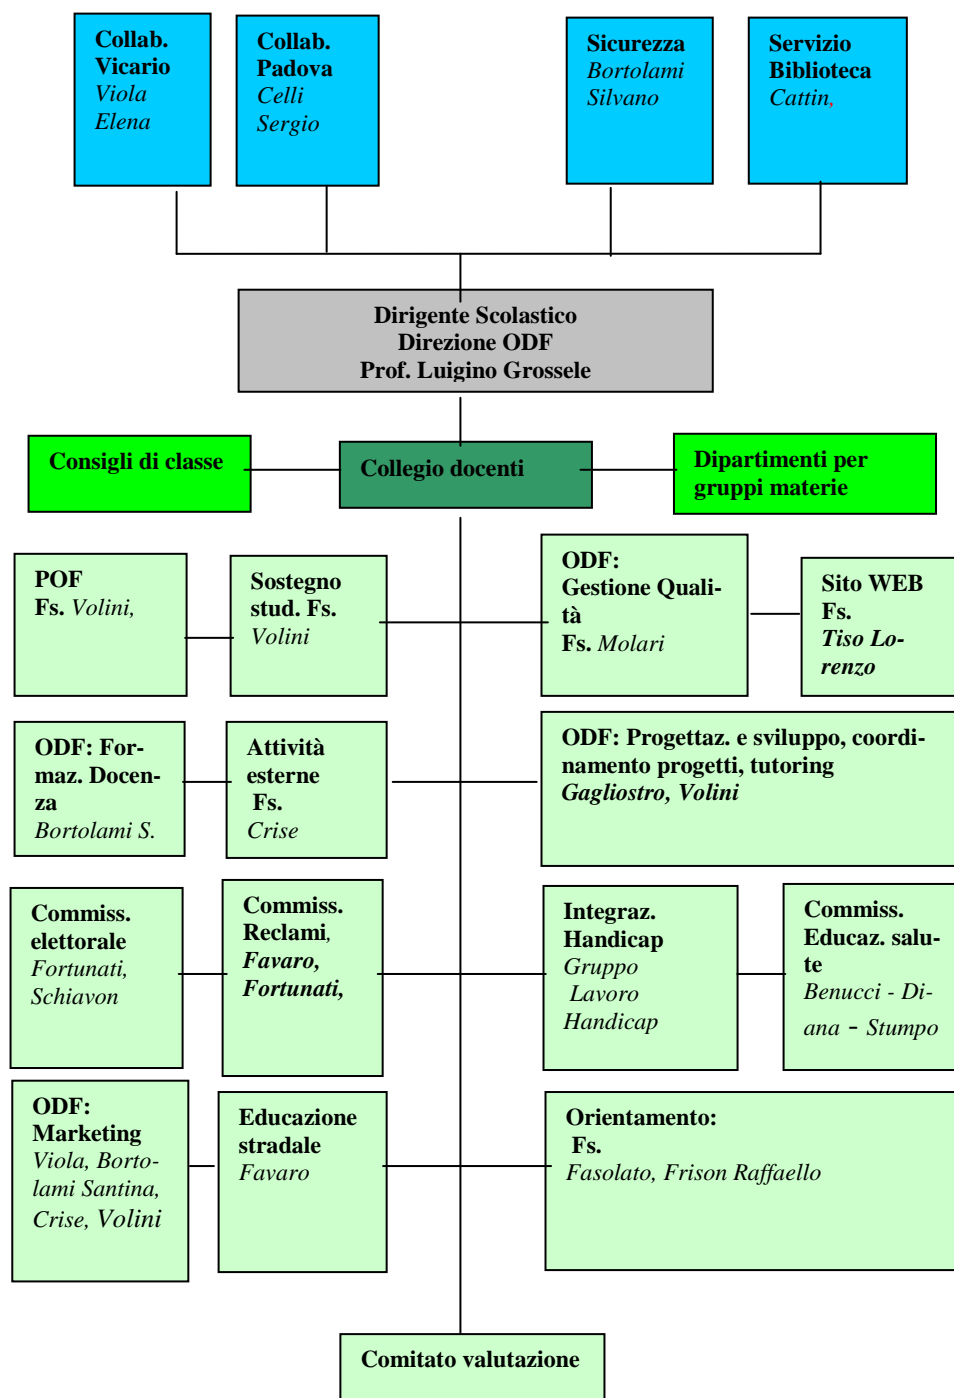 Collab.
Vicario
Viola
Elena
Collab.
Padova
Celli
Sergio
Sicurezza
Bortolami
Silvano
Servizio
Biblioteca
Cattin,
Dirigente Scolastico
Direzione ODF
Prof. Luigino Grossele
Consigli di classe
Collegio docenti
Dipartimenti per
gruppi materie
POF
Fs. Volini,
Sostegno
stud. Fs.
Volini
ODF:
Gestione Quali-
tà
Fs. Molari
Sito WEB
Fs.
Tiso Lo-
renzo
ODF: For-
maz. Docen-
za
Bortolami S.
Attività
esterne
Fs.
Crise
ODF: Progettaz. e sviluppo, coordi-
namento progetti, tutoring
Gagliostro, Volini
Commiss.
elettorale
Fortunati,
Schiavon
Commiss.
Reclami,
Favaro,
Fortunati,
Integraz.
Handicap
Gruppo
Lavoro
Handicap
Commiss.
Educaz. salu-
te
Benucci - Di-
ana - Stumpo
ODF:
Marketing
Viola, Borto-
lami Santina,
Crise, Volini
Educazione
stradale
Favaro
Orientamento:
Fs.
Fasolato, Frison Raffaello
Comitato valutazione